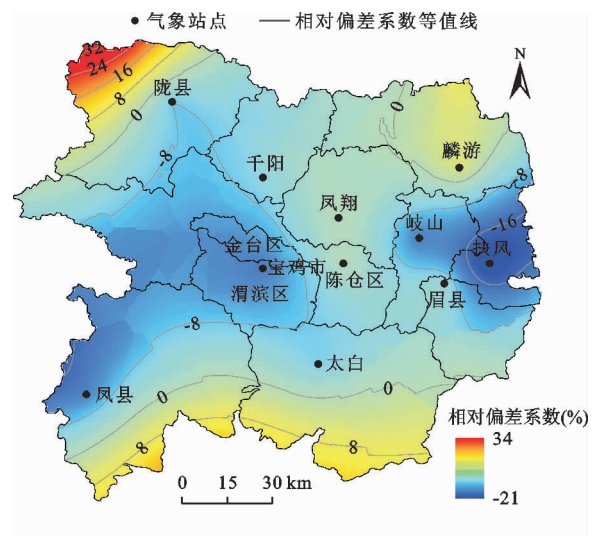 气象站点 相对偏差系数等值线
N
32
24
16
8
0
陇县
0
-8
千阳
麟游
-8
凤翔
岐山
-16
扶风
金台区
宝鸡市
陈仓区
渭滨区
眉县
-8
太白
凤县
0
0
8
8
相对偏差系数(%)
34
-21
0 15 30 km